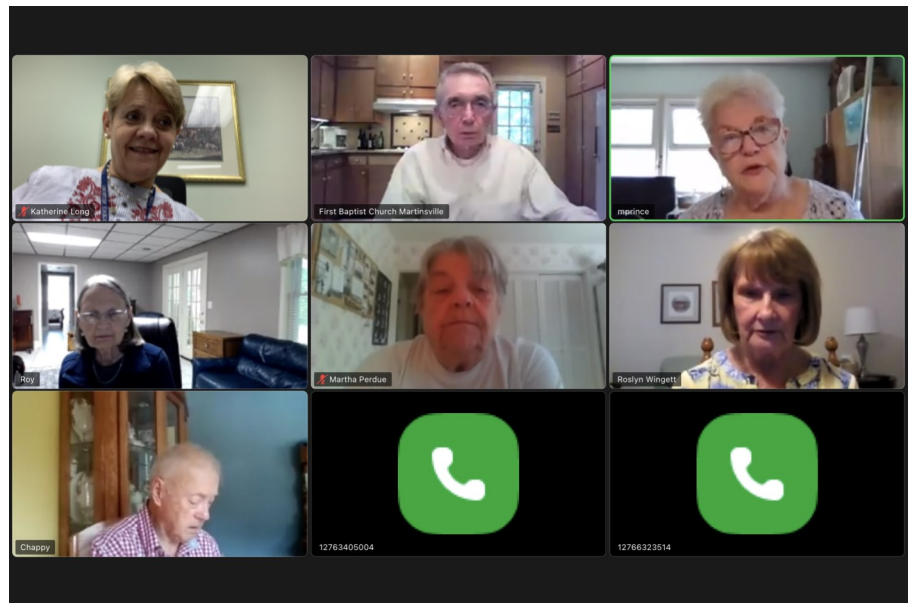 Katherine Long
First Baptist Church Martinsville
mprince
Roy
Martha Perdue
Roslyn Wingett
Chappy
12763405004
12766323514